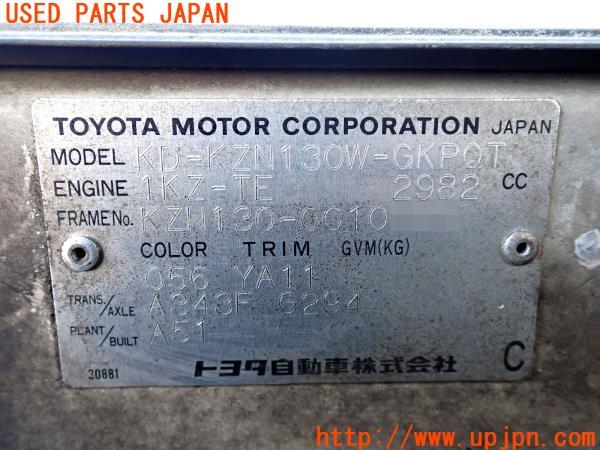 USED PARTS JAPAN
TOYOTA MOTOR CORPORATION JAPAN
MODEL KD-KZN130W-GKPQT
ENGINE 1KZ-TE 2982 CC
FRAME No. KZN130-0010
COLOR TRIM GVM(KG)
056 YA11
TRANS./AXLE A343F G294
PLANT/BUILT A51
30881 トヨタ自動車株式会社 C
http://www.upjpn.com